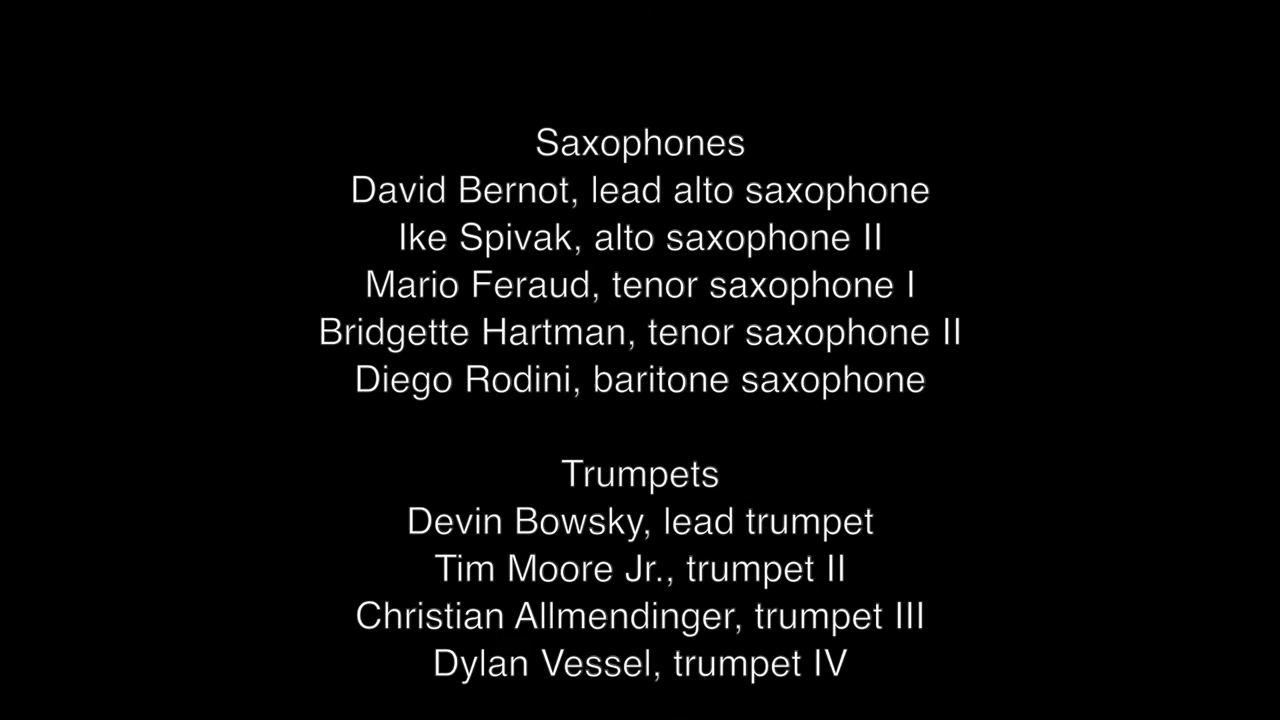 Saxophones
David Bernot, lead alto saxophone
Ike Spivak, alto saxophone II
Mario Feraud, tenor saxophone I
Bridgette Hartman, tenor saxophone II
Diego Rodini, baritone saxophone
Trumpets
Devin Bowsky, lead trumpet
Tim Moore Jr., trumpet II
Christian Allmendinger, trumpet III
Dylan Vessel, trumpet IV